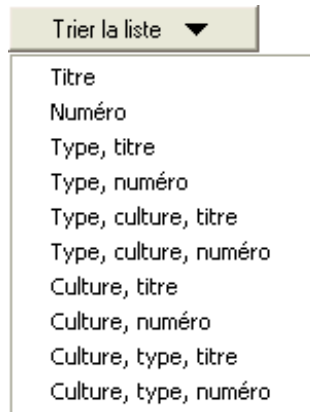 Trier la liste
Titre
Numéro
Type, titre
Type, numéro
Type, culture, titre
Type, culture, numéro
Culture, titre
Culture, numéro
Culture, type, titre
Culture, type, numéro